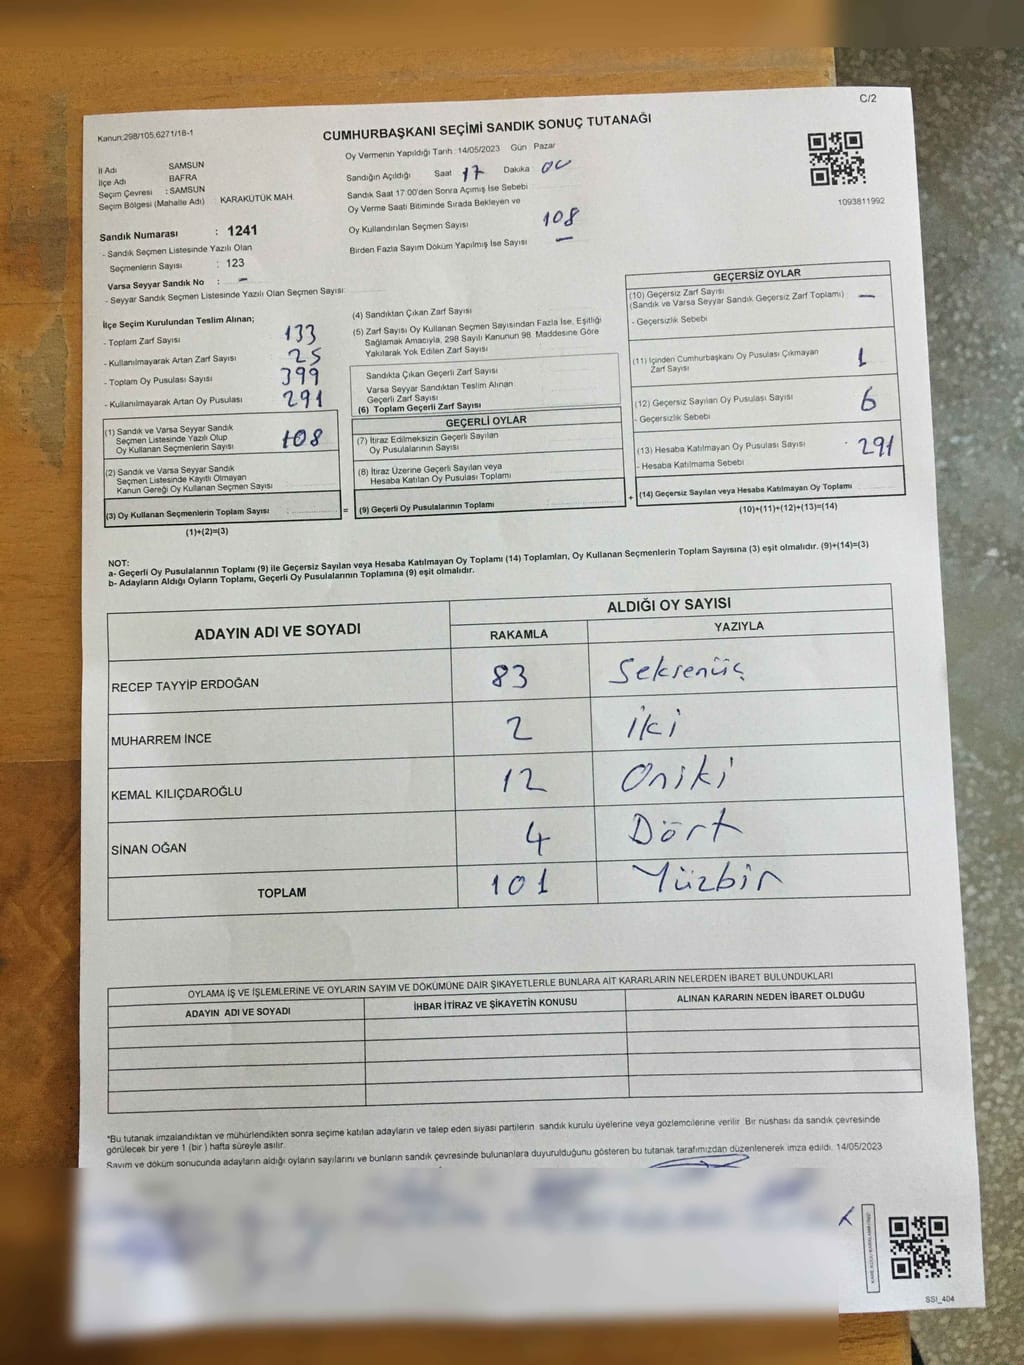 C/2
Kanun:298/105,6271/18-1
CUMHURBAŞKANI SEÇİMİ SANDIK SONUÇ TUTANAĞI
İl Adı SAMSUN
İlçe Adı BAFRA
Seçim Çevresi : SAMSUN
Seçim Bölgesi (Mahalle Adı) : KARAKÜTÜK MAH.
Sandık Numarası : 1241
- Sandık Seçmen Listesinde Yazılı Olan
Seçmenlerin Sayısı : 123
Varsa Seyyar Sandık No : -
- Seyyar Sandık Seçmen Listesinde Yazılı Olan Seçmen Sayısı:
Oy Vermenin Yapıldığı Tarih :14/05/2023 Gün Pazar
Sandığın Açıldığı Saat 17 Dakika 00
Sandık Saat 17:00'den Sonra Açımış İse Sebebi
Oy Verme Saati Bitiminde Sırada Bekleyen ve
Oy Kullandırılan Seçmen Sayısı 108
Birden Fazla Sayım Döküm Yapılmış İse Sayısı -
1093811992
İlçe Seçim Kurulundan Teslim Alınan;
- Toplam Zarf Sayısı 133
- Kullanılmayarak Artan Zarf Sayısı 25
- Toplam Oy Pusulası Sayısı 399
- Kullanılmayarak Artan Oy Pusulası 291
(1) Sandık ve Varsa Seyyar Sandık
Seçmen Listesinde Yazılı Olup
Oy Kullanan Seçmenlerin Sayısı 108
(2) Sandık ve Varsa Seyyar Sandık
Seçmen Listesinde Kayıtlı Olmayan
Kanun Gereği Oy Kullanan Seçmen Sayısı
(3) Oy Kullanan Seçmenlerin Toplam Sayısı
(1)+(2)=(3)
(4) Sandıktan Çıkan Zarf Sayısı
(5) Zarf Sayısı Oy Kullanan Seçmen Sayısından Fazla İse, Eşitliği
Sağlamak Amacıyla, 298 Sayılı Kanunun 98. Maddesine Göre
Yakılarak Yok Edilen Zarf Sayısı
Sandıkta Çıkan Geçerli Zarf Sayısı
Varsa Seyyar Sandıktan Teslim Alınan
Geçerli Zarf Sayısı
(6) Toplam Geçerli Zarf Sayısı
GEÇERLİ OYLAR
(7) İtiraz Edilmeksizin Geçerli Sayılan
Oy Pusulalarının Sayısı
(8) İtiraz Üzerine Geçerli Sayılan veya
Hesaba Katılan Oy Pusulası Toplamı
= (9) Geçerli Oy Pusulalarının Toplamı
GEÇERSİZ OYLAR
(10) Geçersiz Zarf Sayısı
(Sandık ve Varsa Seyyar Sandık Geçersiz Zarf Toplamı) -
- Geçersizlik Sebebi
(11) İçinden Cumhurbaşkanı Oy Pusulası Çıkmayan
Zarf Sayısı 1
(12) Geçersiz Sayılan Oy Pusulası Sayısı 6
- Geçersizlik Sebebi
(13) Hesaba Katılmayan Oy Pusulası Sayısı 291
- Hesaba Katılmama Sebebi
+ (14) Geçersiz Sayılan veya Hesaba Katılmayan Oy Toplamı
(10)+(11)+(12)+(13)=(14)
NOT:
a- Geçerli Oy Pusulalarının Toplamı (9) ile Geçersiz Sayılan veya Hesaba Katılmayan Oy Toplamı (14) Toplamları, Oy Kullanan Seçmenlerin Toplam Sayısına (3) eşit olmalıdır. (9)+(14)=(3)
b- Adayların Aldığı Oyların Toplamı, Geçerli Oy Pusulalarının Toplamına (9) eşit olmalıdır.
ADAYIN ADI VE SOYADI
ALDIĞI OY SAYISI
RAKAMLA YAZIYLA
RECEP TAYYİP ERDOĞAN 83 Seksenüç
MUHARREM İNCE 2 İki
KEMAL KILIÇDAROĞLU 12 Oniki
SİNAN OĞAN 4 Dört
TOPLAM 101 Yüzbir
OYLAMA İŞ VE İŞLEMLERİNE VE OYLARIN SAYIM VE DÖKÜMÜNE DAİR ŞİKAYETLERLE BUNLARA AİT KARARLARIN NELERDEN İBARET BULUNDUKLARI
ADAYIN ADI VE SOYADI İHBAR İTİRAZ VE ŞİKAYETİN KONUSU ALINAN KARARIN NEDEN İBARET OLDUĞU
*Bu tutanak imzalandıktan ve mühürlendikten sonra seçime katılan adayların ve talep eden siyasi partilerin sandık kurulu üyelerine veya gözlemcilerine verilir. Bir nüshası da sandık çevresinde
görülecek bir yere 1 (bir ) hafta süreyle asılır.
Sayım ve döküm sonucunda adayların aldığı oyların sayılarını ve bunların sandık çevresinde bulunanlara duyurulduğunu gösteren bu tutanak tarafımızdan düzenlenerek imza edildi. 14/05/2023
SSI_404